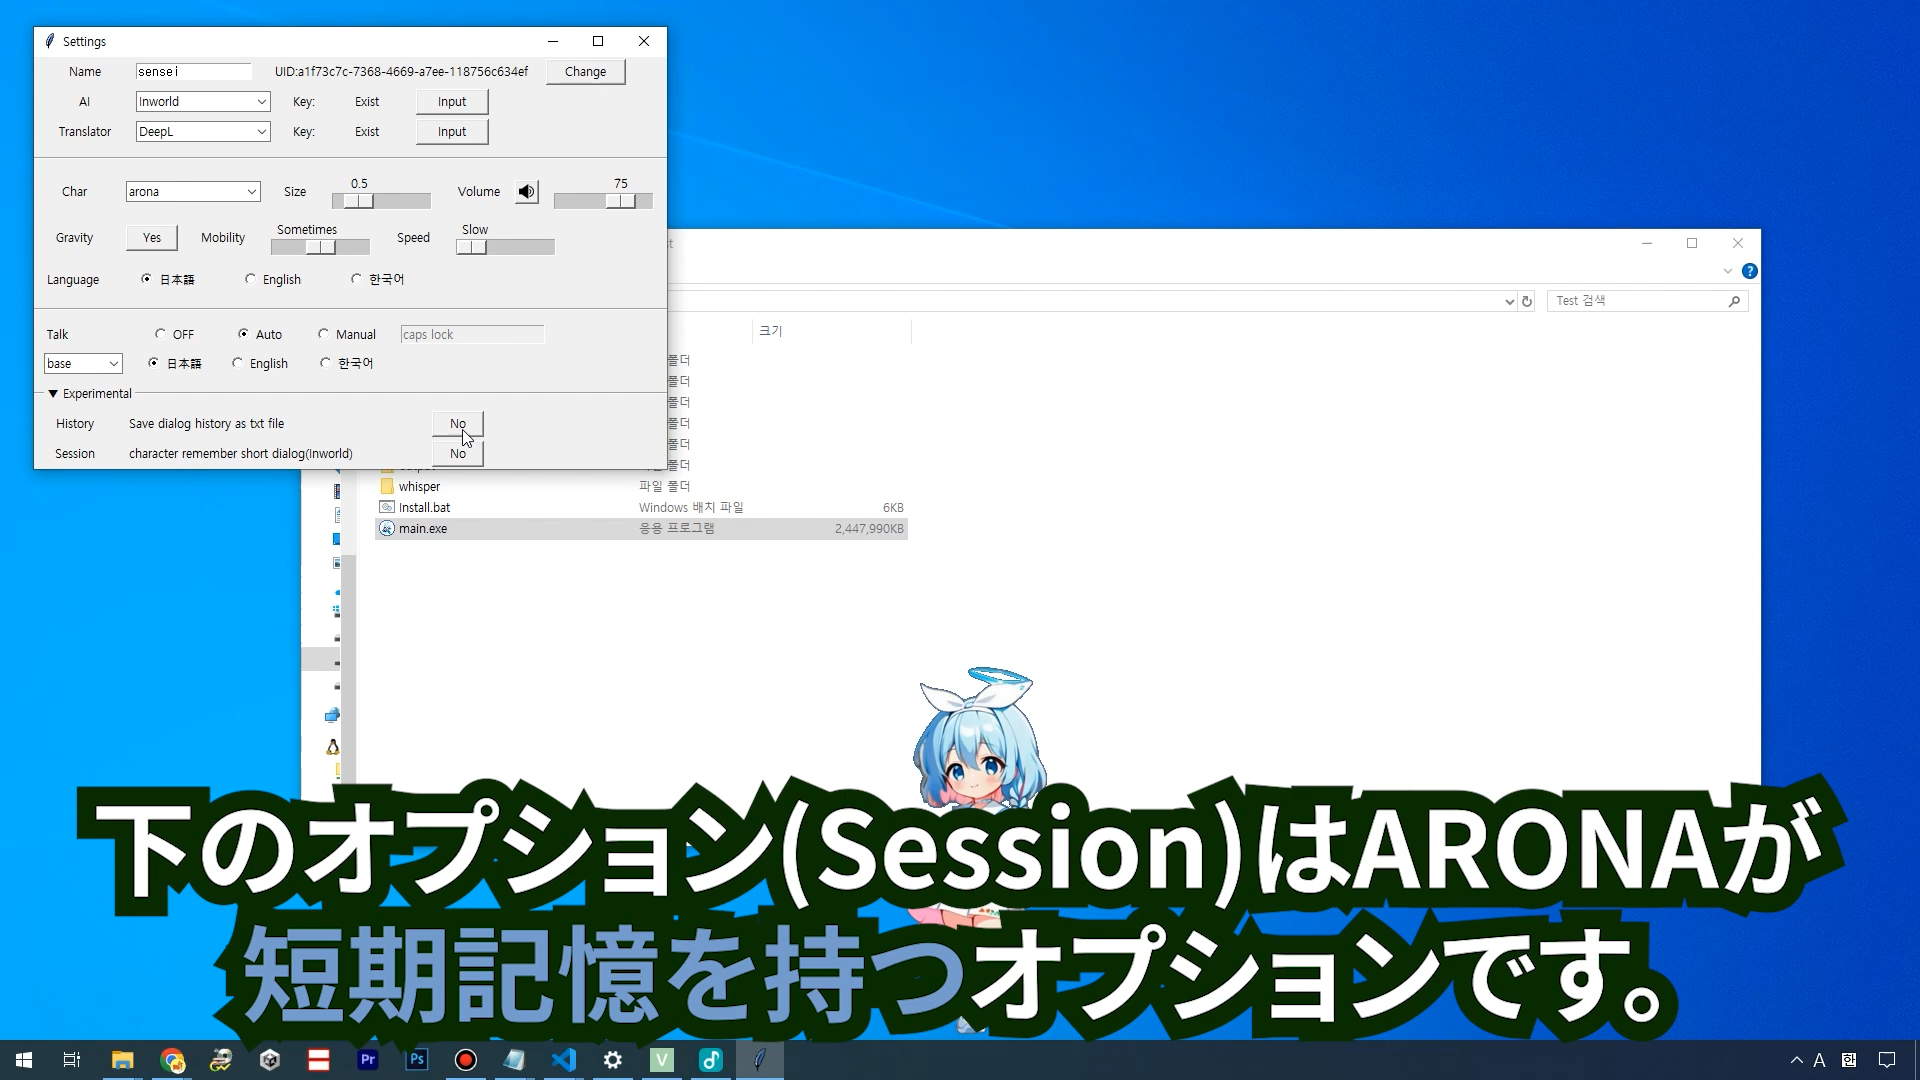 Settings
Name sensei UID:a1f73c7c-7368-4669-a7ee-118756c634ef Change
AI Inworld Key: Exist Input
Translator DeepL Key: Exist Input
Char arona Size 0.5 Volume 75
Gravity Yes Mobility Sometimes Speed Slow
Language 日本語 English 한국어
Talk OFF Auto Manual caps lock
base 日本語 English 한국어
▼ Experimental
History Save dialog history as txt file No
Session character remember short dialog(Inworld) No
Test 검색
크기
폴더
폴더
폴더
폴더
폴더
폴더
whisper 파일 폴더
Install.bat Windows 배치 파일 6KB
main.exe 응용 프로그램 2,447,990KB
下のオプション(Session)はARONAが
短期記憶を持つオプションです。
Pr Ps V A 한